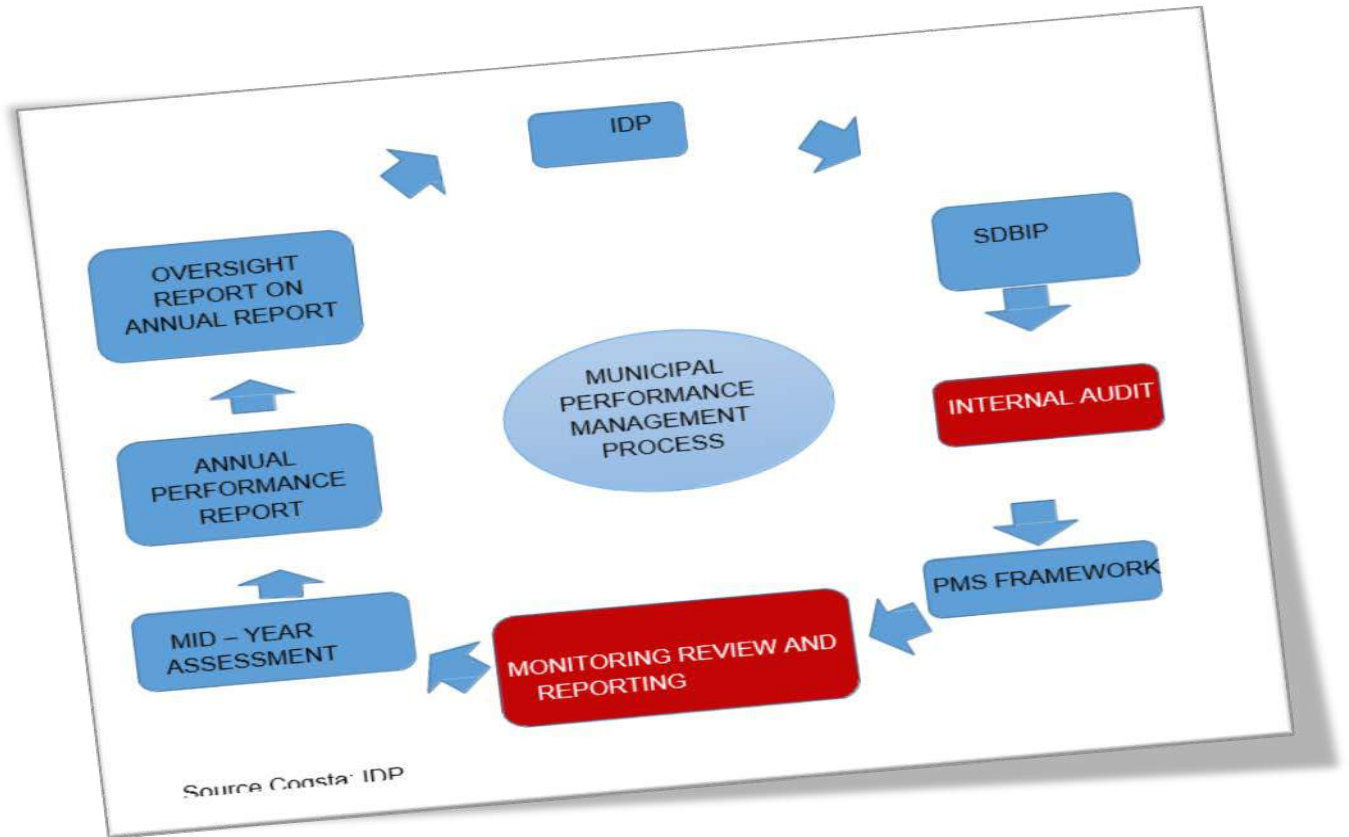 IDP
SDBIP
OVERSIGHT
REPORT ON
ANNUAL REPORT
MUNICIPAL
PERFORMANCE
MANAGEMENT
PROCESS
INTERNAL AUDIT
ANNUAL
PERFORMANCE
REPORT
PMS FRAMEWORK
MID – YEAR
ASSESSMENT
MONITORING REVIEW AND
REPORTING
Source Cogsta: IDP